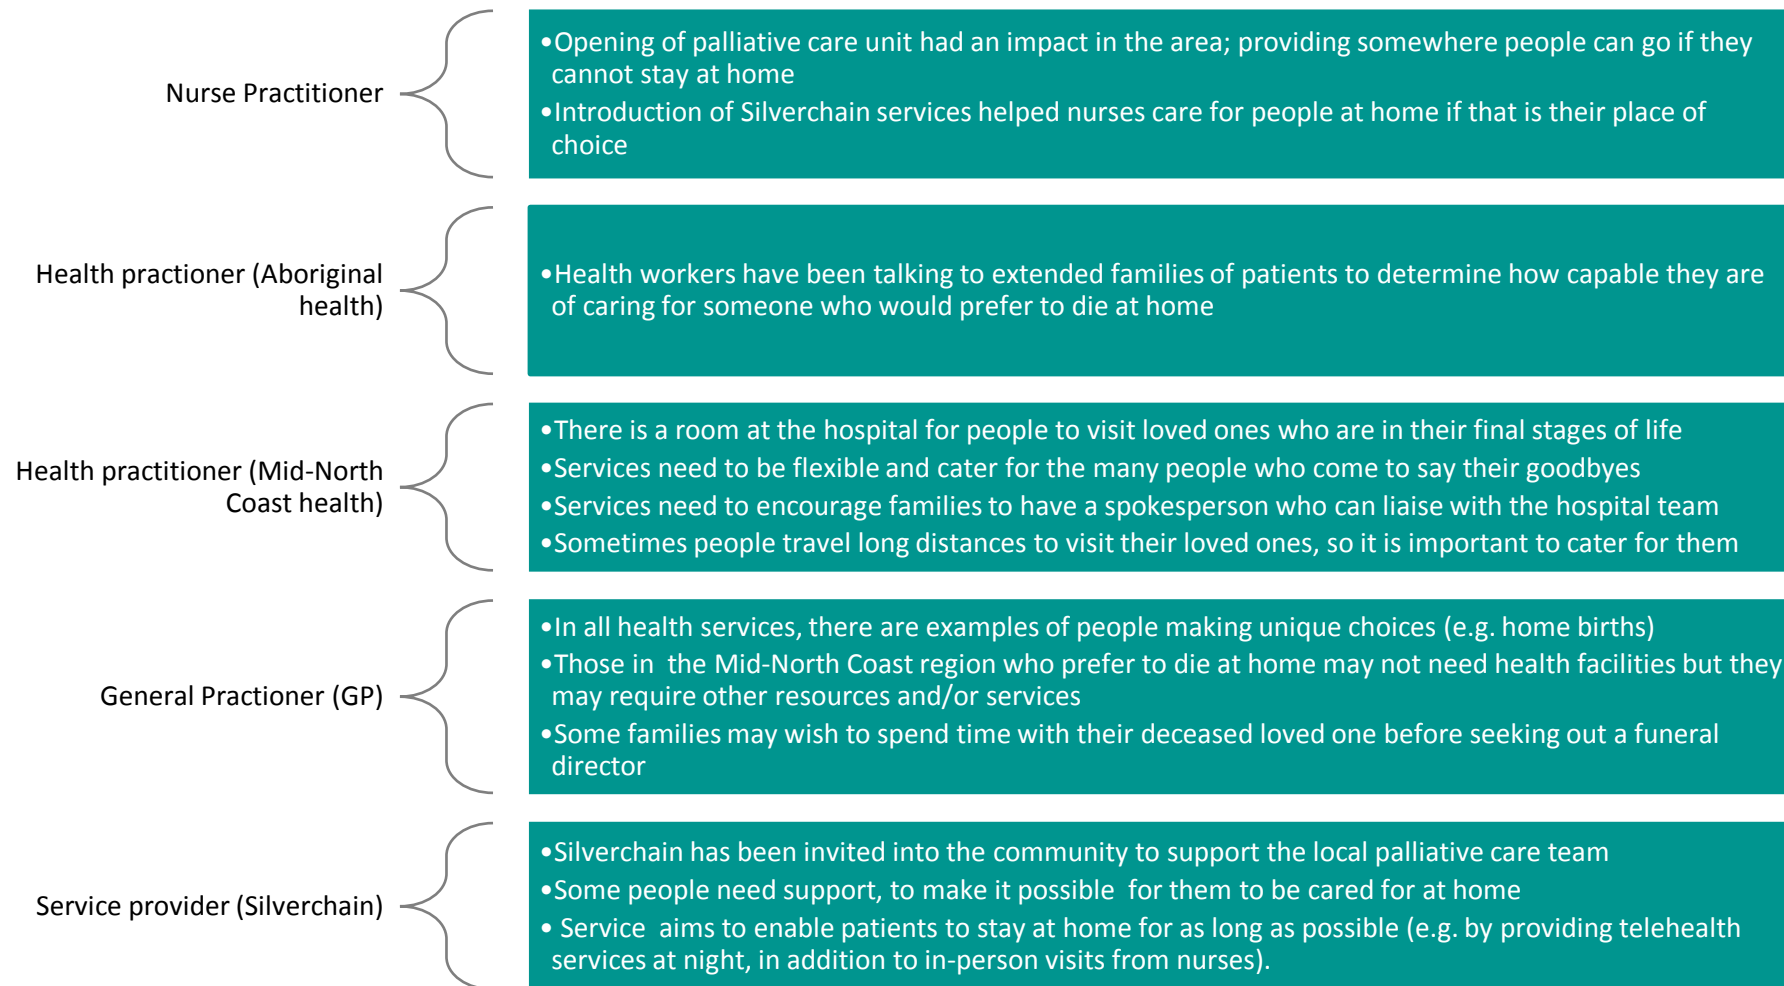 Nurse Practitioner
•Opening of palliative care unit had an impact in the area; providing somewhere people can go if they
cannot stay at home
•Introduction of Silverchain services helped nurses care for people at home if that is their place of
choice
Health practioner (Aboriginal
health)
•Health workers have been talking to extended families of patients to determine how capable they are
of caring for someone who would prefer to die at home
Health practitioner (Mid-North
Coast health)
•There is a room at the hospital for people to visit loved ones who are in their final stages of life
•Services need to be flexible and cater for the many people who come to say their goodbyes
•Services need to encourage families to have a spokesperson who can liaise with the hospital team
•Sometimes people travel long distances to visit their loved ones, so it is important to cater for them
General Practioner (GP)
•In all health services, there are examples of people making unique choices (e.g. home births)
•Those in the Mid-North Coast region who prefer to die at home may not need health facilities but they
may require other resources and/or services
•Some families may wish to spend time with their deceased loved one before seeking out a funeral
director
Service provider (Silverchain)
•Silverchain has been invited into the community to support the local palliative care team
•Some people need support, to make it possible for them to be cared for at home
• Service aims to enable patients to stay at home for as long as possible (e.g. by providing telehealth
services at night, in addition to in-person visits from nurses).